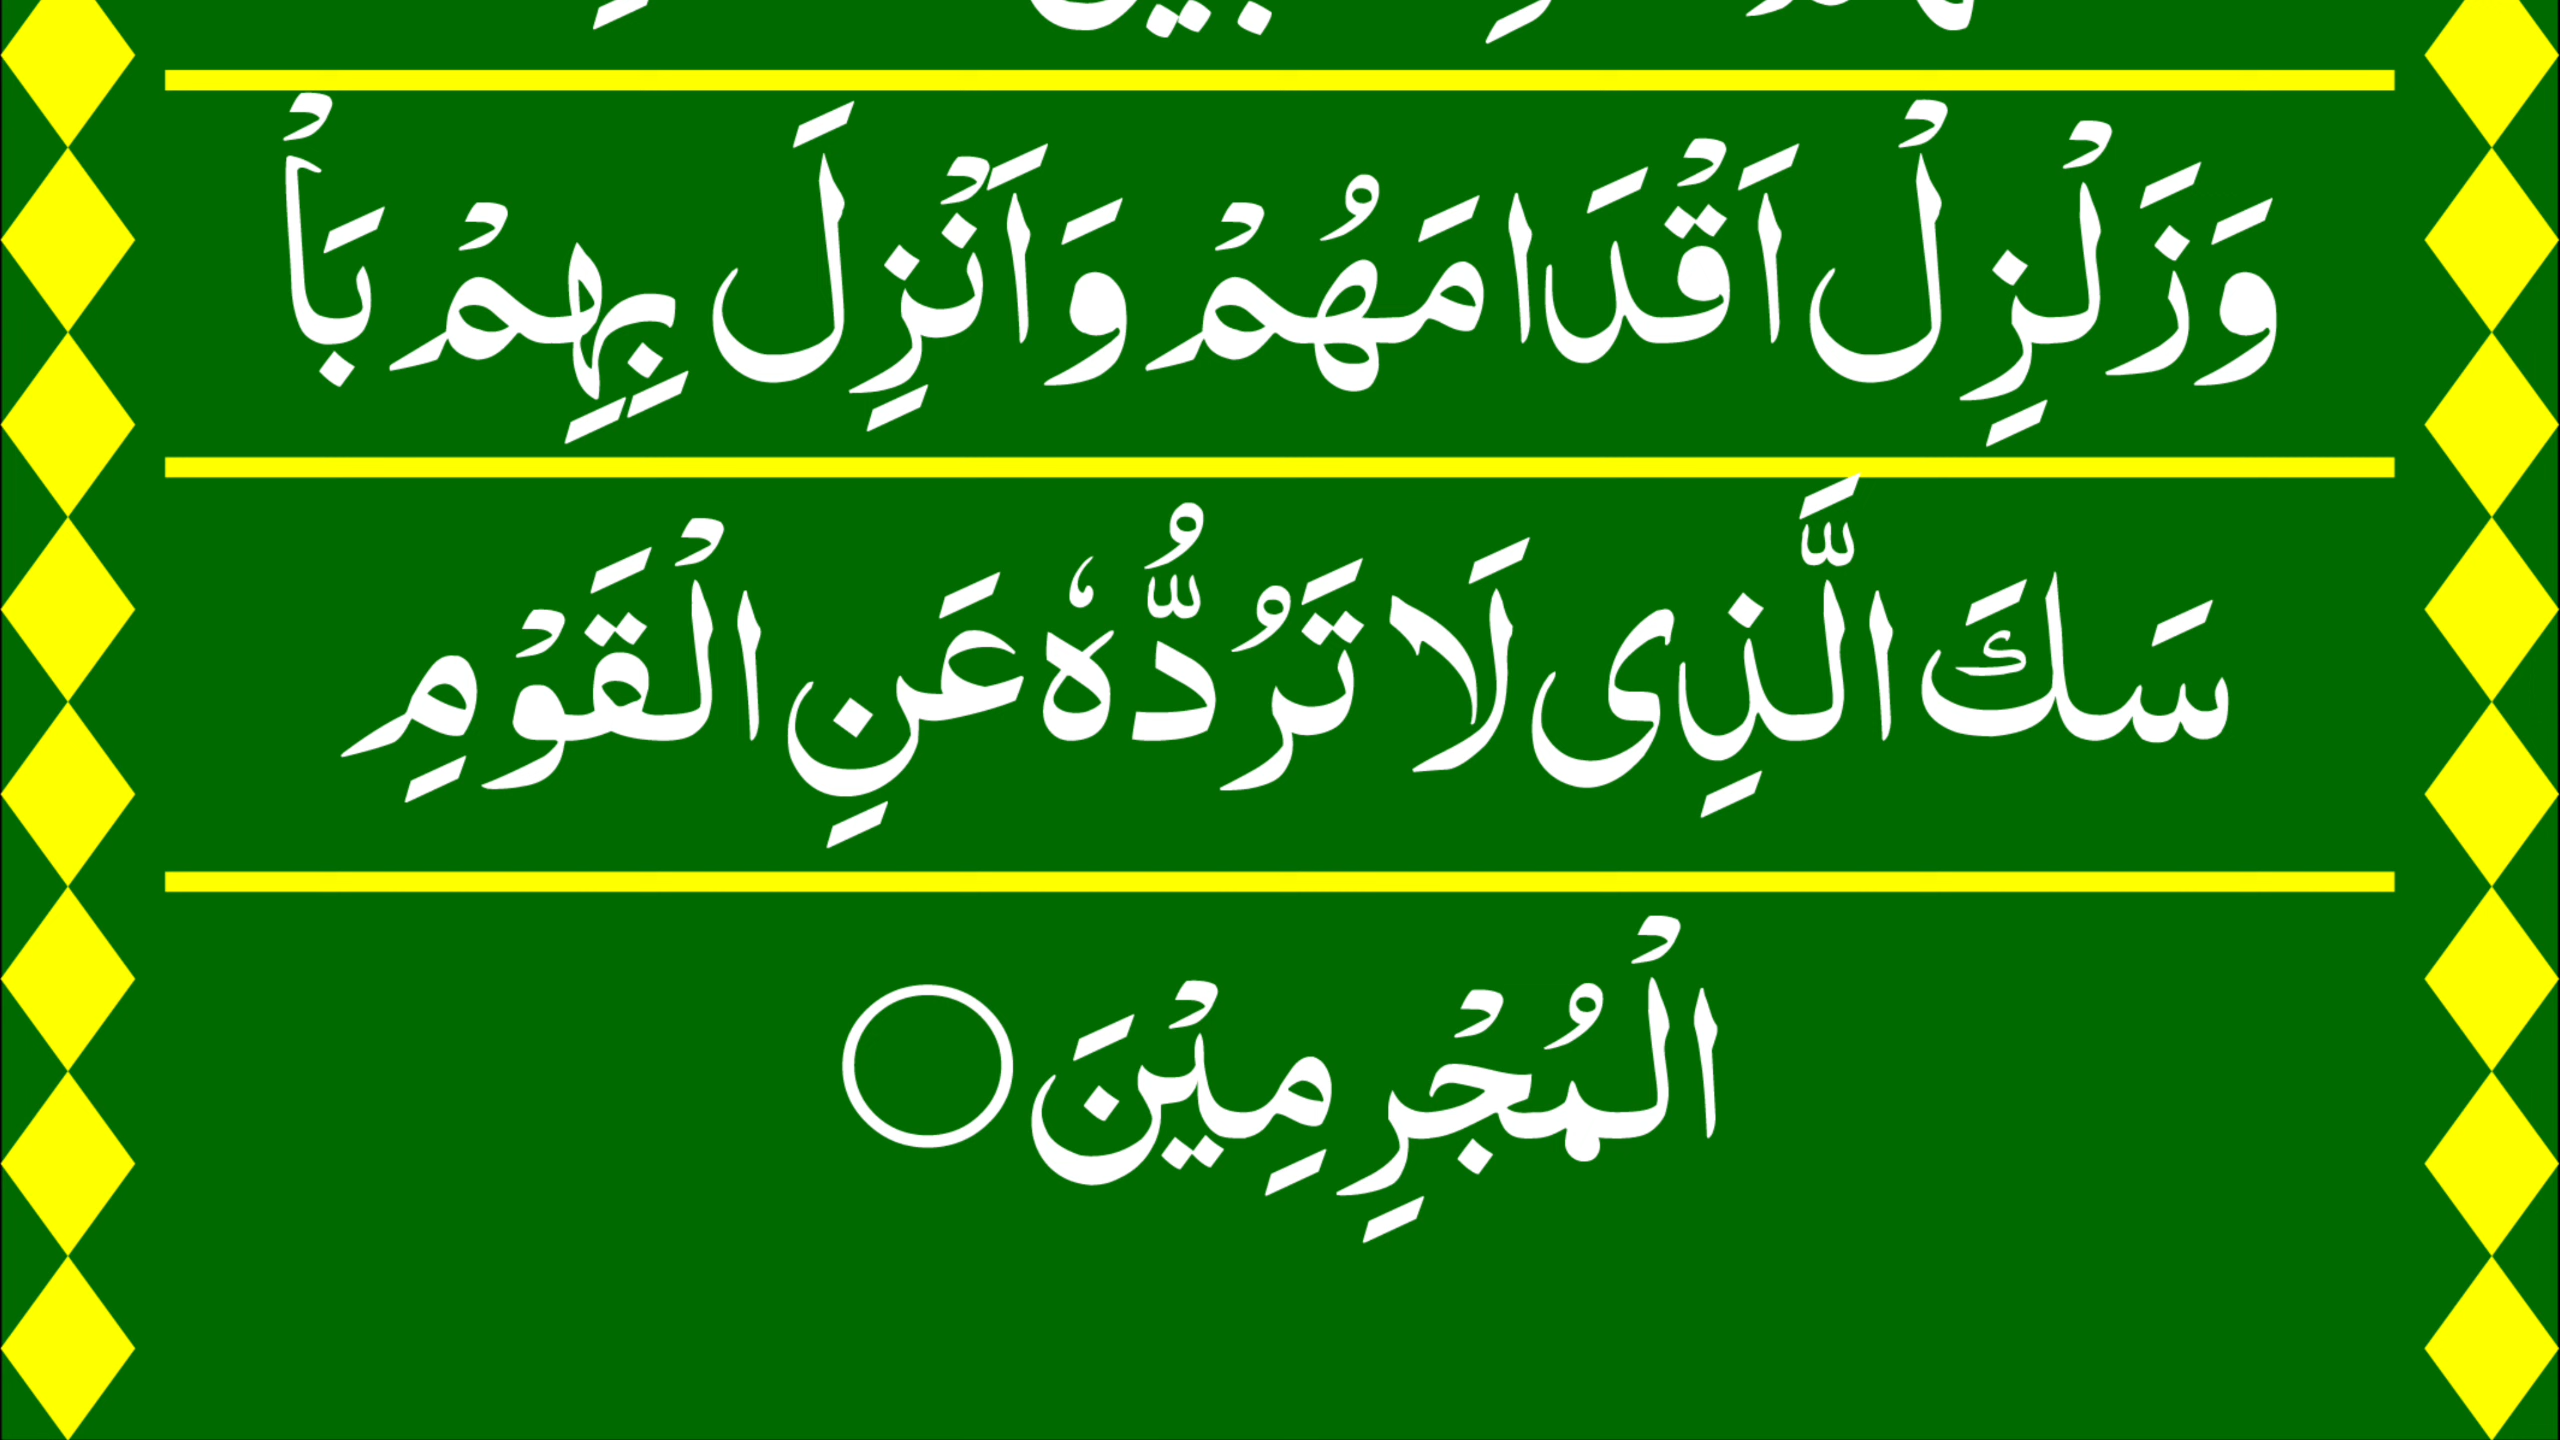 وَزَلْزِلْ اَقْدَامَهُمْ وَاَنْزِلَ بِهِمْ بَأْ
سَكَ الَّذِى لَا تَرُدُّهٗ عَنِ الْقَوْمِ
الْمُجْرِمِيْنَ○